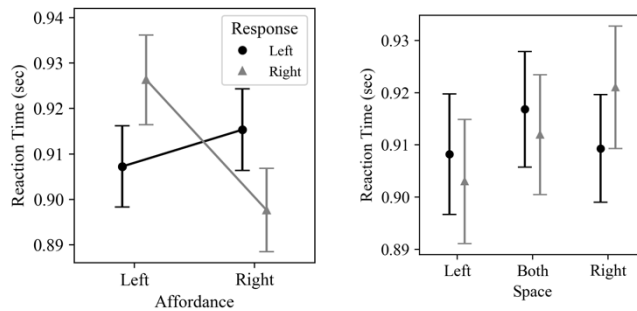 0.94
0.93
0.92
0.91
0.90
0.89
Reaction Time (sec)
Response
Left
Right
Left
Right
Affordance
0.93
0.92
0.91
0.90
0.89
Reaction Time (sec)
Left
Both
Right
Space